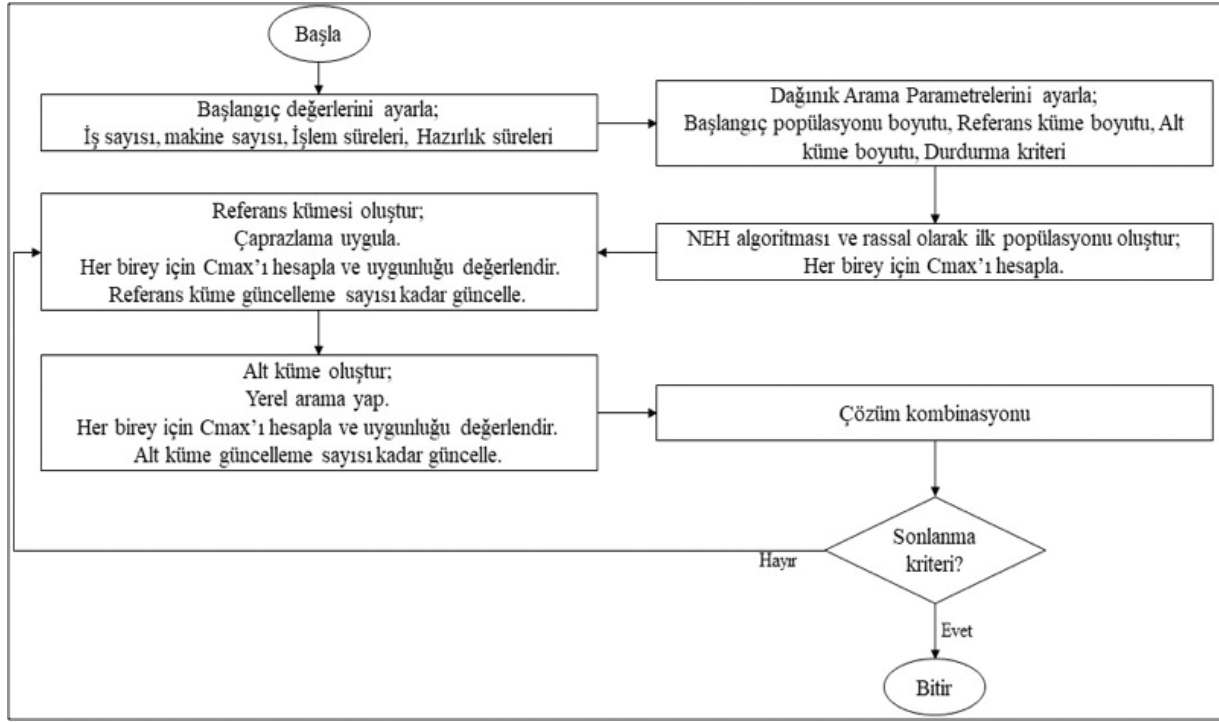 Başla
Başlangıç değerlerini ayarla;
İş sayısı, makine sayısı, İşlem süreleri, Hazırlık süreleri
Dağınık Arama Parametrelerini ayarla;
Başlangıç popülasyonu boyutu, Referans küme boyutu, Alt
küme boyutu, Durdurma kriteri
NEH algoritması ve rassal olarak ilk popülasyonu oluştur;
Her birey için Cmax’ı hesapla.
Referans kümesi oluştur;
Çaprazlama uygula.
Her birey için Cmax’ı hesapla ve uygunluğu değerlendir.
Referans küme güncelleme sayısı kadar güncelle.
Alt küme oluştur;
Yerel arama yap.
Her birey için Cmax’ı hesapla ve uygunluğu değerlendir.
Alt küme güncelleme sayısı kadar güncelle.
Çözüm kombinasyonu
Sonlanma
kriteri?
Hayır
Evet
Bitir